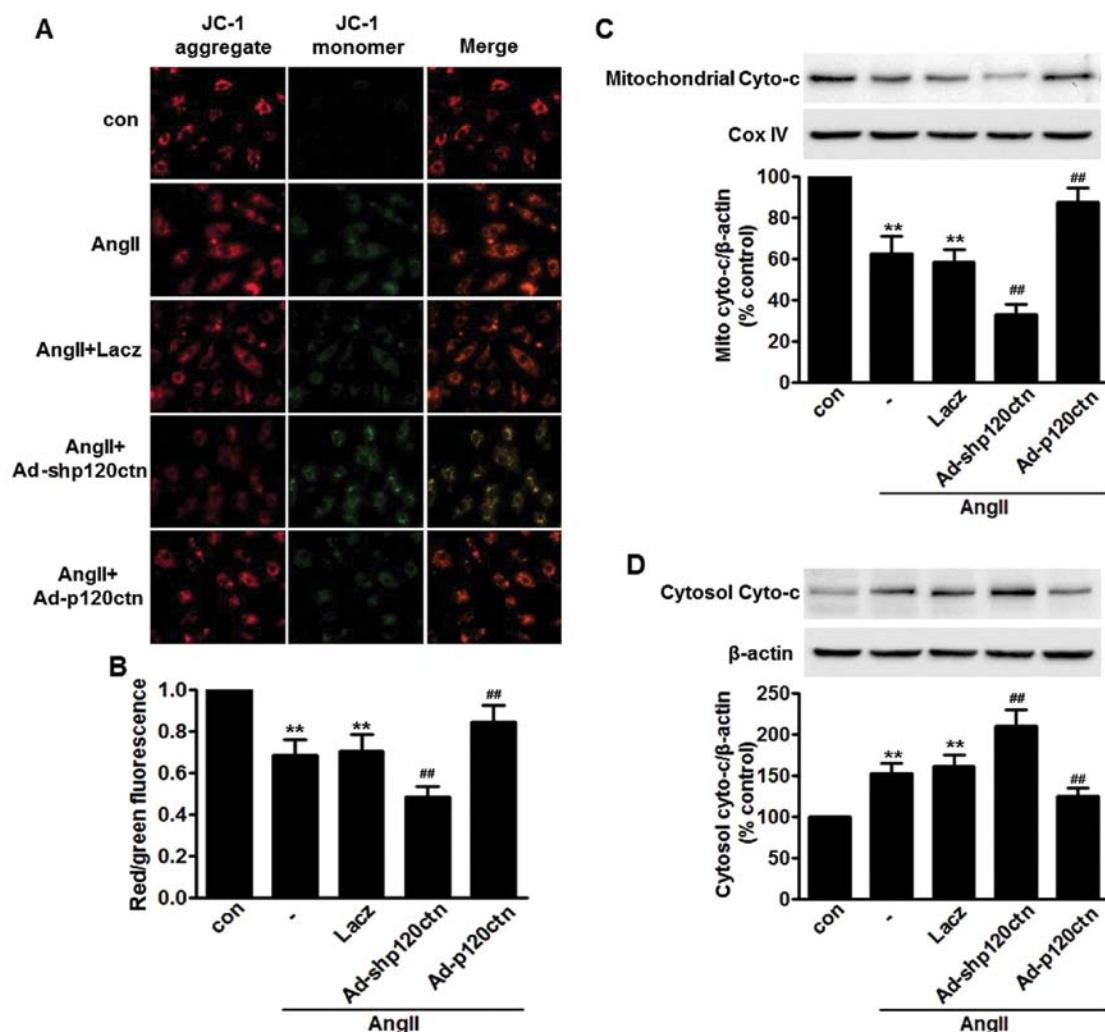 A
JC-1 aggregate
JC-1 monomer
Merge
con
AngII
AngII+Lacz
AngII+
Ad-shp120ctn
AngII+
Ad-p120ctn
B
Red/green fluorescence
1.0
0.8
0.6
0.4
0.2
0.0
**
**
##
##
con
-
Lacz
Ad-shp120ctn
Ad-p120ctn
AngII
C
Mitochondrial Cyto-c
Cox IV
Mito cyto-c/β-actin
(% control)
100
80
60
40
20
0
**
**
##
##
con
-
Lacz
Ad-shp120ctn
Ad-p120ctn
AngII
D
Cytosol Cyto-c
β-actin
Cytosol cyto-c/β-actin
(% control)
250
200
150
100
50
0
**
**
##
##
con
-
Lacz
Ad-shp120ctn
Ad-p120ctn
AngII